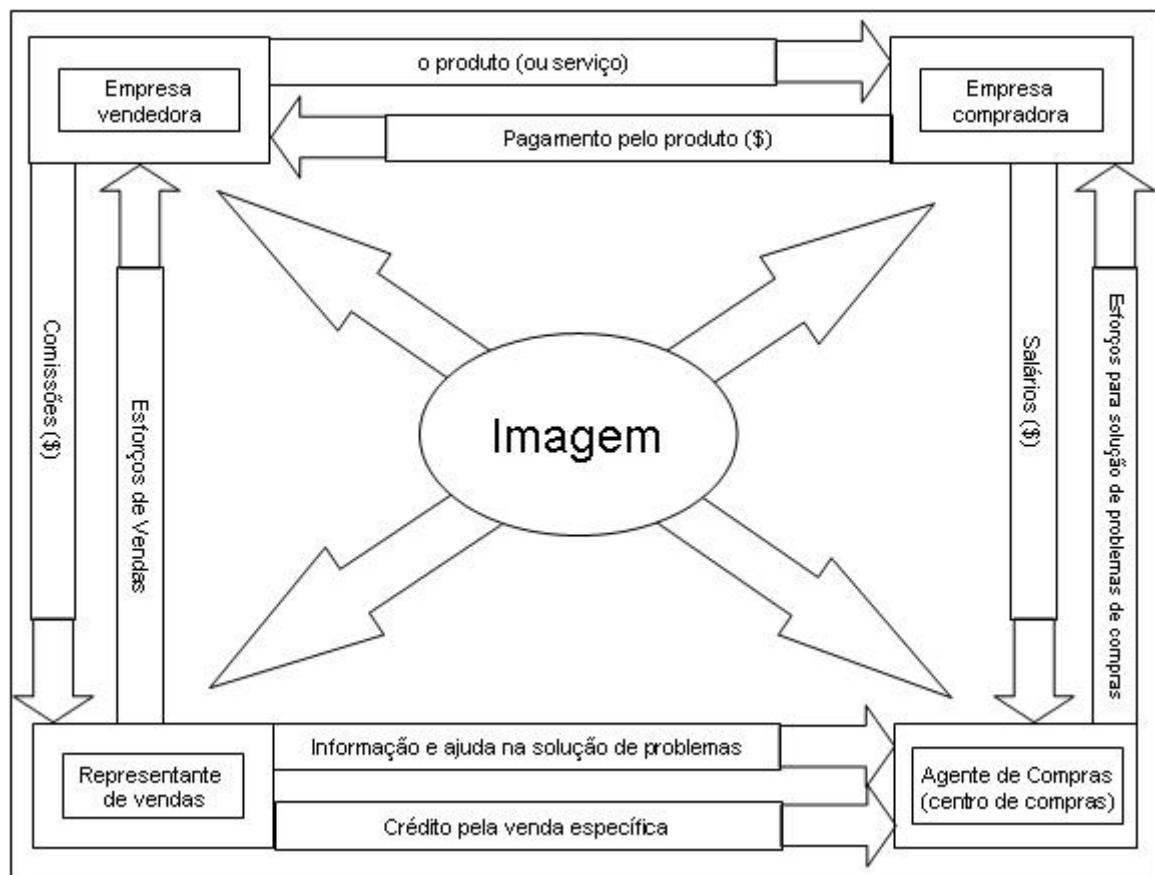 o produto (ou serviço)
Empresa
vendedora
Empresa
compradora
Pagamento pelo produto ($)
Comissões ($)
Esforços de Vendas
Imagem
Salários ($)
Esforços para solução de problemas de compras
Informação e ajuda na solução de problemas
Representante
de vendas
Agente de Compras
(centro de compras)
Crédito pela venda específica